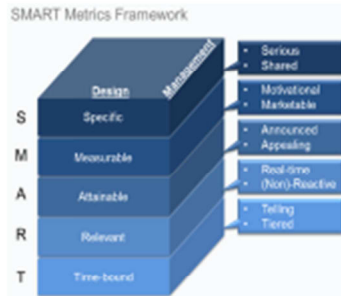 SMART Metrics Framework
Design
Management
S
Specific
M
Measurable
A
Attainable
R
Relevant
T
Time-bound
• Serious
• Shared
• Motivational
• Marketable
• Announced
• Appealing
• Real-time
• (Non)-Reactive
• Telling
• Tiered